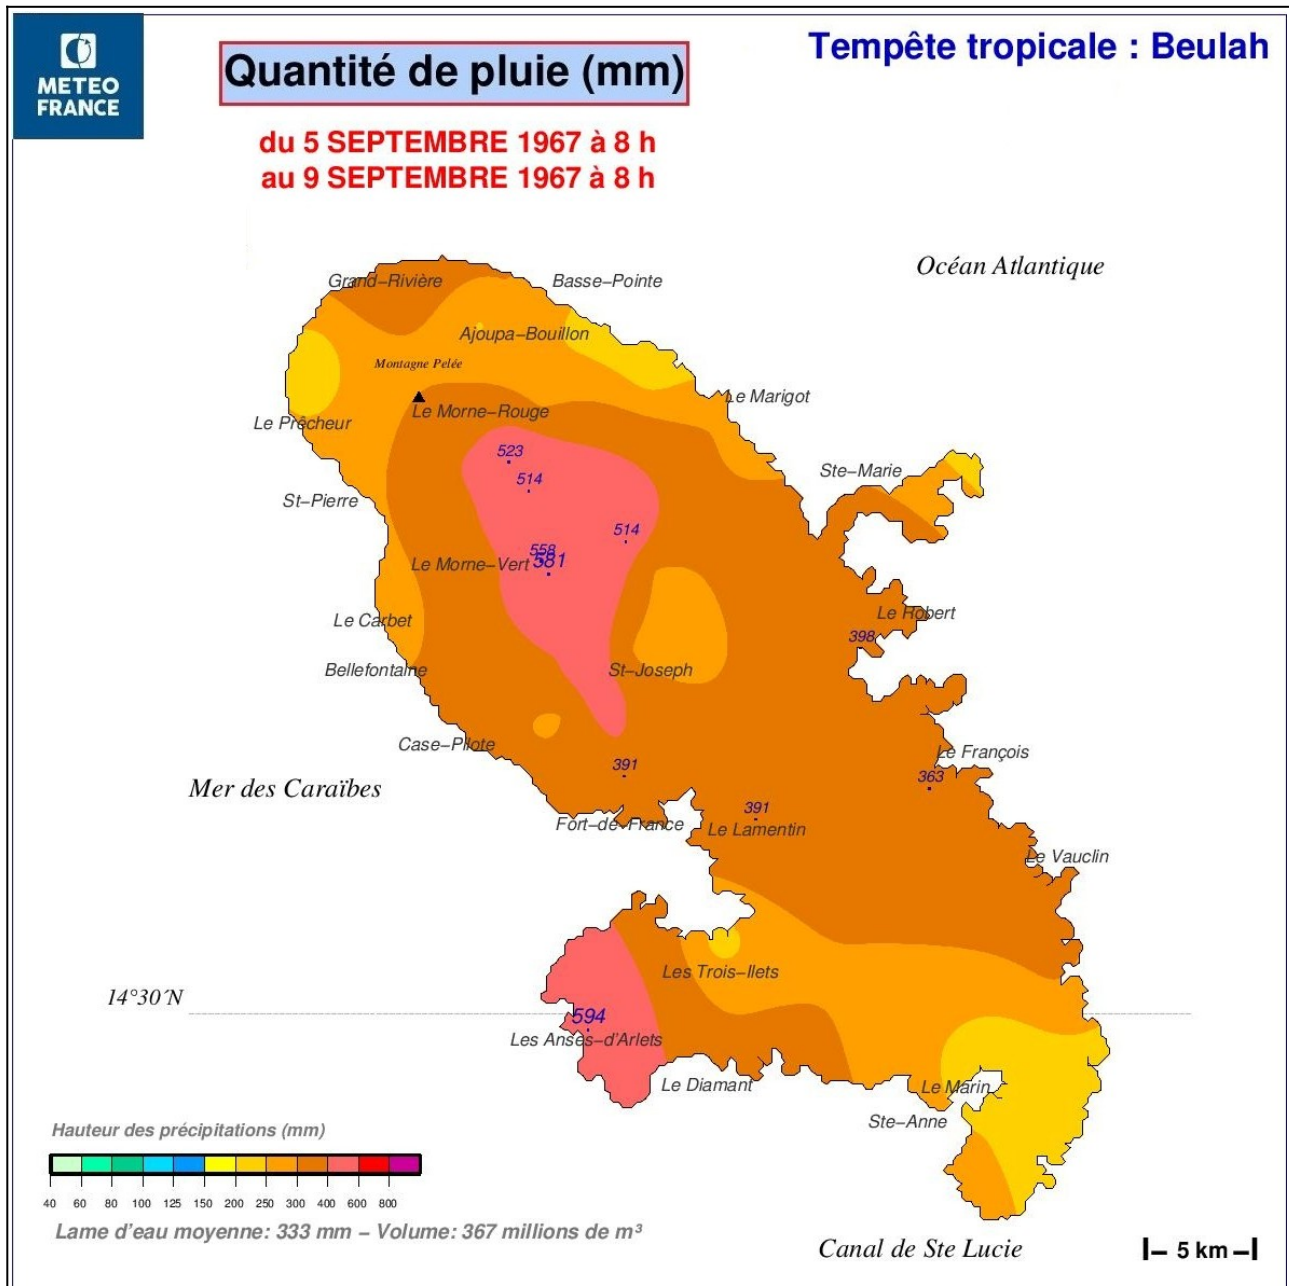 METEO
FRANCE
Quantité de pluie (mm)
Tempête tropicale : Beulah
du 5 SEPTEMBRE 1967 à 8 h
au 9 SEPTEMBRE 1967 à 8 h
Océan Atlantique
Grand–Rivière
Basse–Pointe
Ajoupa–Bouillon
Montagne Pelée
Le Marigot
Le Morne–Rouge
Le Prêcheur
523
Ste–Marie
514
St–Pierre
514
558
581
Le Morne–Vert
Le Robert
Le Carbet
398
Bellefontaine
St–Joseph
Case–Pilote
Le François
391
363
Mer des Caraïbes
391
Fort–de–France
Le Lamentin
Le Vauclin
Les Trois–Ilets
14°30´N
594
Les Anses–d’Arlets
Le Diamant
Le Marin
Ste–Anne
Hauteur des précipitations (mm)
40 60 80 100 125 150 200 250 300 400 600 800
Lame d’eau moyenne: 333 mm – Volume: 367 millions de m³
Canal de Ste Lucie
5 km